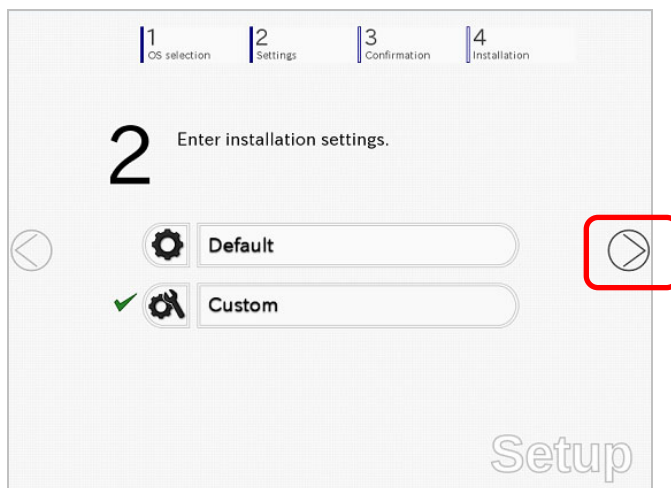 1 2 3 4
OS selection Settings Confirmation Installation
2 Enter installation settings.
Default
Custom
Setup